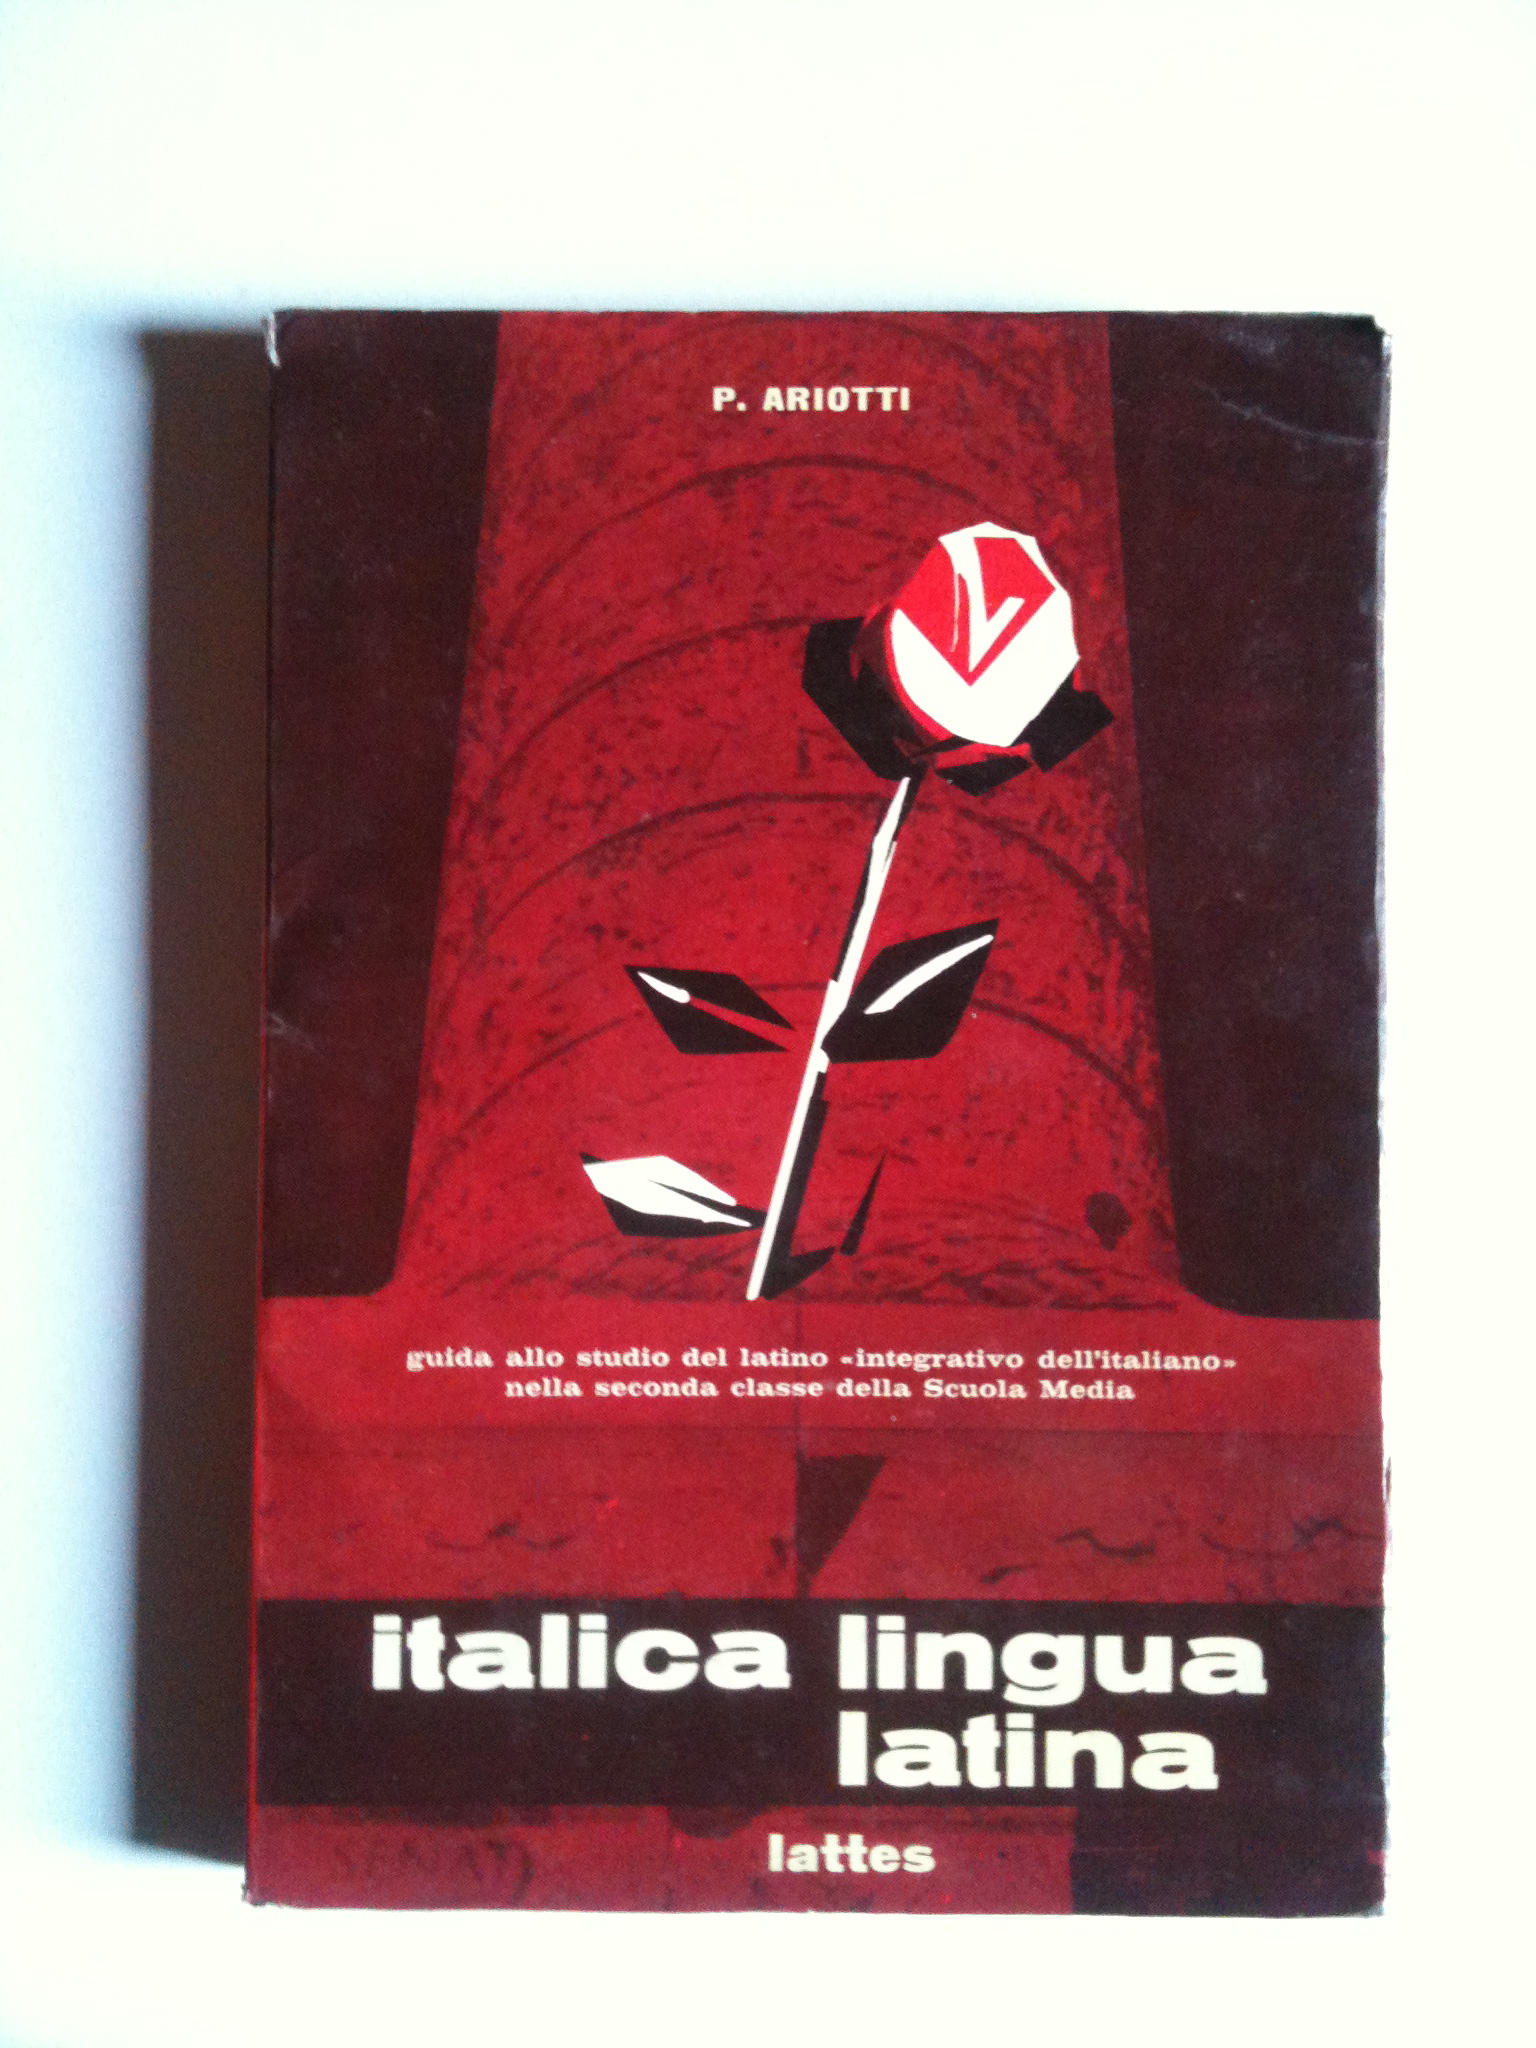 P. ARIOTTI
guida allo studio del latino «integrativo dell'italiano»
nella seconda classe della Scuola Media
italica lingua
latina
lattes